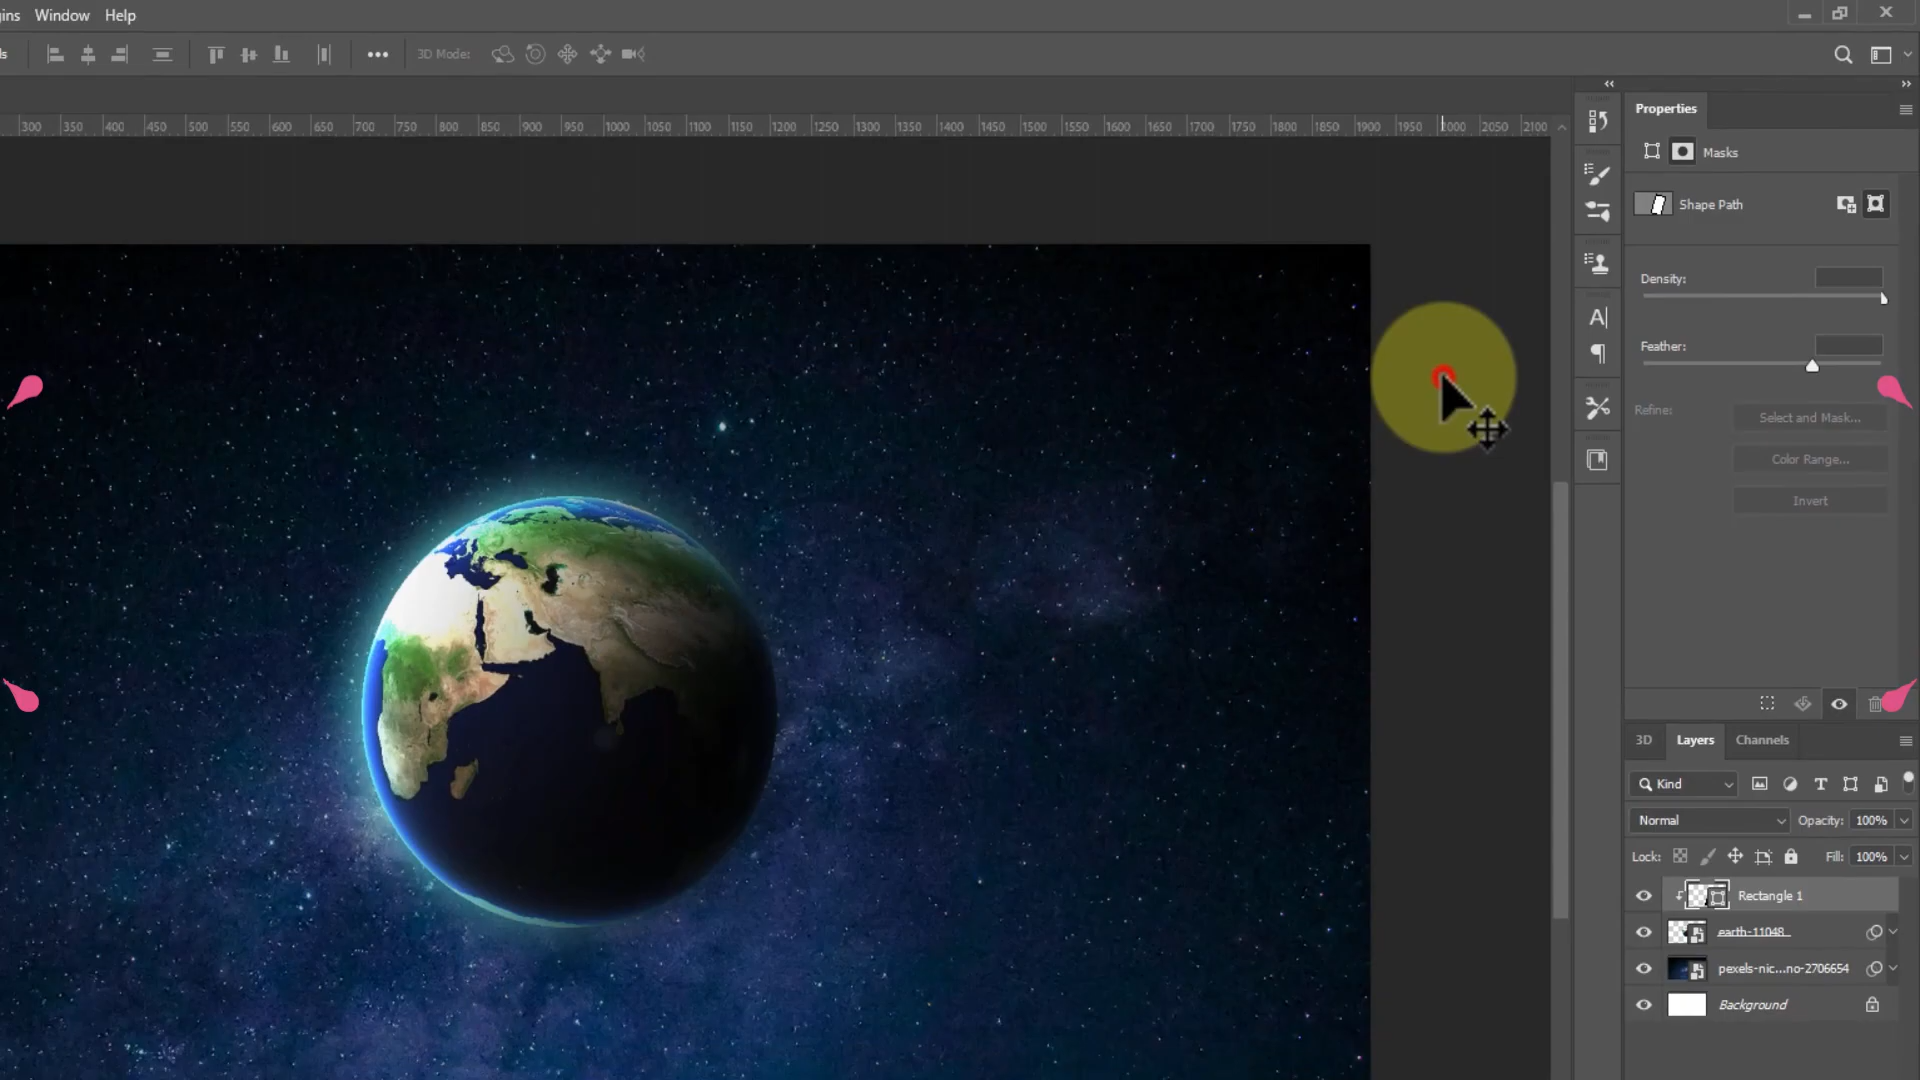 ins Window Help
ls 3D Mode:
300 350 400 450 500 550 600 650 700 750 800 850 900 950 1000 1050 1100 1150 1200 1250 1300 1350 1400 1450 1500 1550 1600 1650 1700 1750 1800 1850 1900 1950 2000 2050 2100
Properties
Masks
Shape Path
Density:
Feather:
Refine:
Select and Mask...
Color Range...
Invert
3D Layers Channels
Kind
Normal Opacity: 100%
Lock: Fill: 100%
Rectangle 1
earth-11048_
pexels-nic...no-2706654
Background